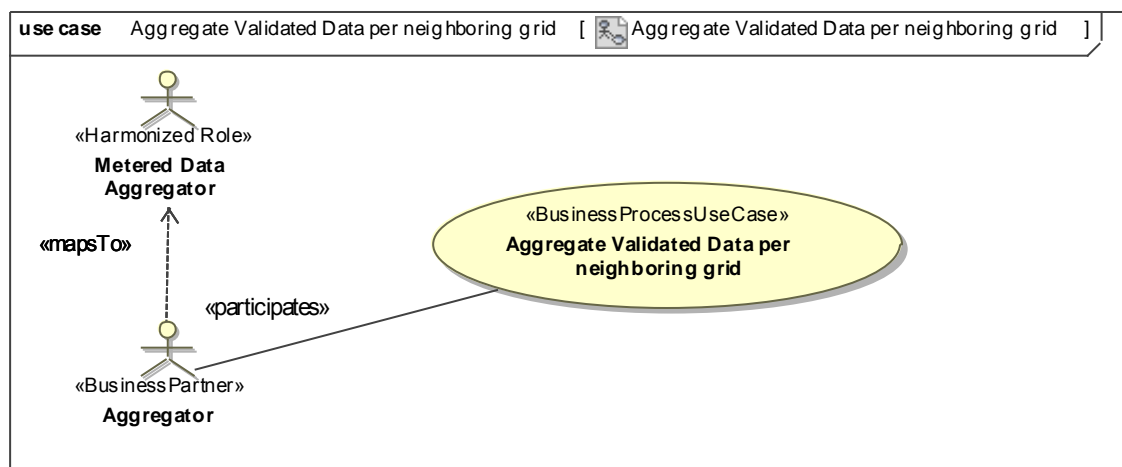 use case Aggregate Validated Data per neighboring grid [ Aggregate Validated Data per neighboring grid ]
«Harmonized Role»
Metered Data
Aggregator
«BusinessProcessUseCase»
Aggregate Validated Data per
neighboring grid
«mapsTo»
«participates»
«BusinessPartner»
Aggregator